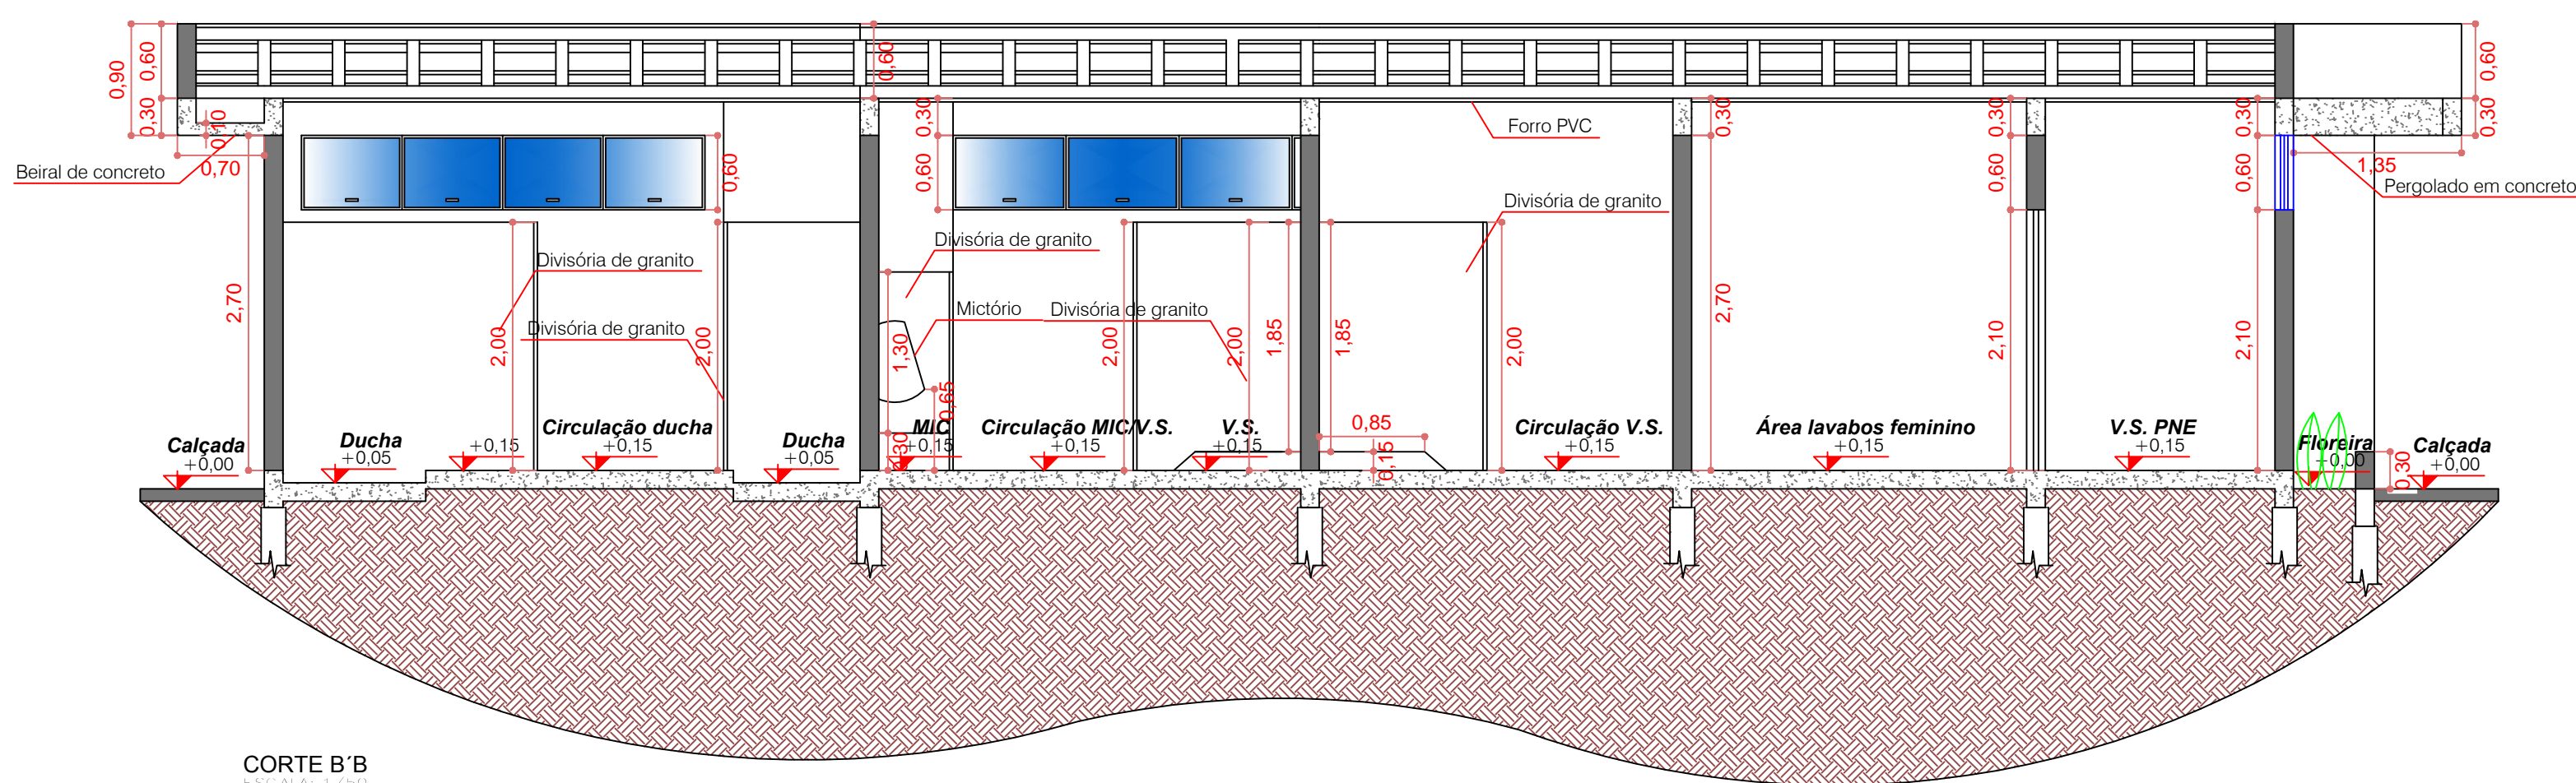 0,90
0,60
0,30
0,10
0,70
Beiral de concreto
2,70
0,60
0,60
0,30
0,60
Forro PVC
0,30
0,30
0,60
0,30
0,60
0,60
0,30
1,35
Pergolado em concreto
Divisória de granito
Divisória de granito
Divisória de granito
Divisória de granito
Mictório
Divisória de granito
2,00
2,00
1,30
0,65
0,30
2,00
2,00
1,85
1,85
2,00
2,70
2,10
2,10
0,85
0,15
0,30
Calçada
+0,00
Ducha
+0,05
+0,15
Circulação ducha
+0,15
Ducha
+0,05
MIC
+0,15
Circulação MIC/V.S.
+0,15
V.S.
+0,15
Circulação V.S.
+0,15
Área lavabos feminino
+0,15
V.S. PNE
+0,15
Floreira
+0,00
Calçada
+0,00
CORTE B´B
ESCALA: 1/50